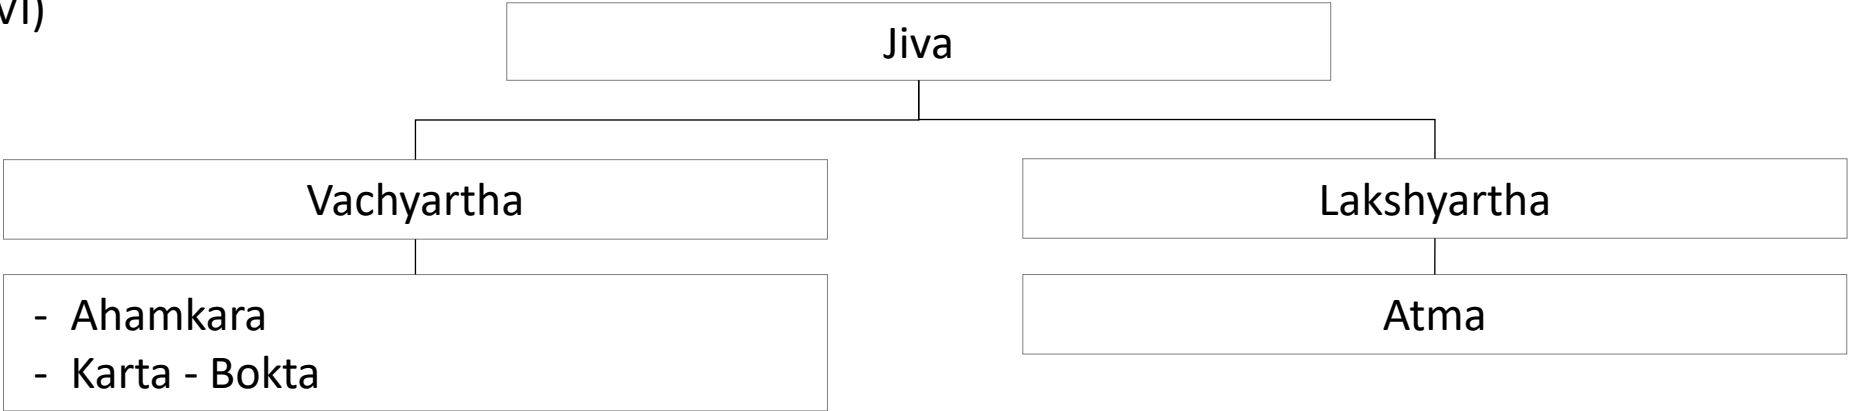 VI)
Jiva
Vachyartha
Lakshyartha
- Ahamkara
- Karta - Bokta
Atma